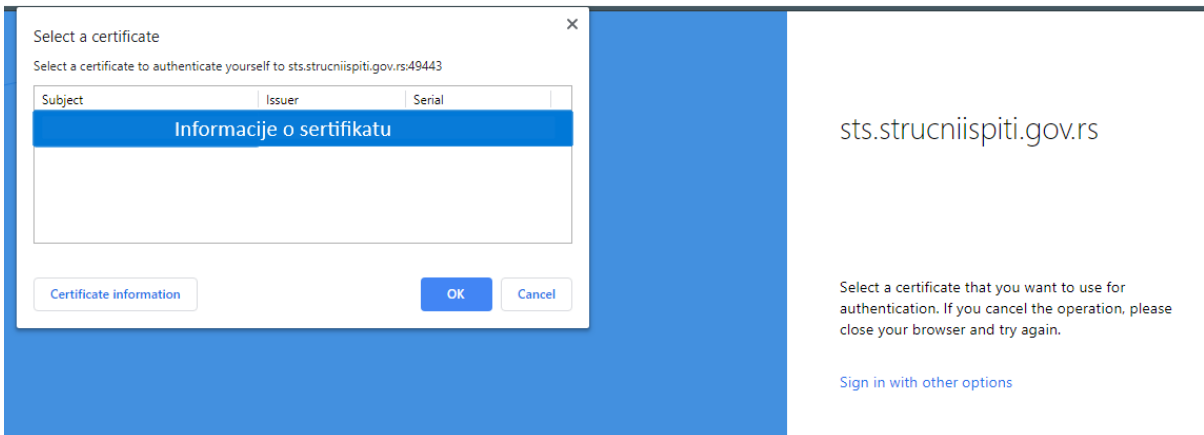 Select a certificate
Select a certificate to authenticate yourself to sts.strucniispiti.gov.rs:49443
Subject Issuer Serial
Informacije o sertifikatu
Certificate information OK Cancel
sts.strucniispiti.gov.rs
Select a certificate that you want to use for
authentication. If you cancel the operation, please
close your browser and try again.
Sign in with other options